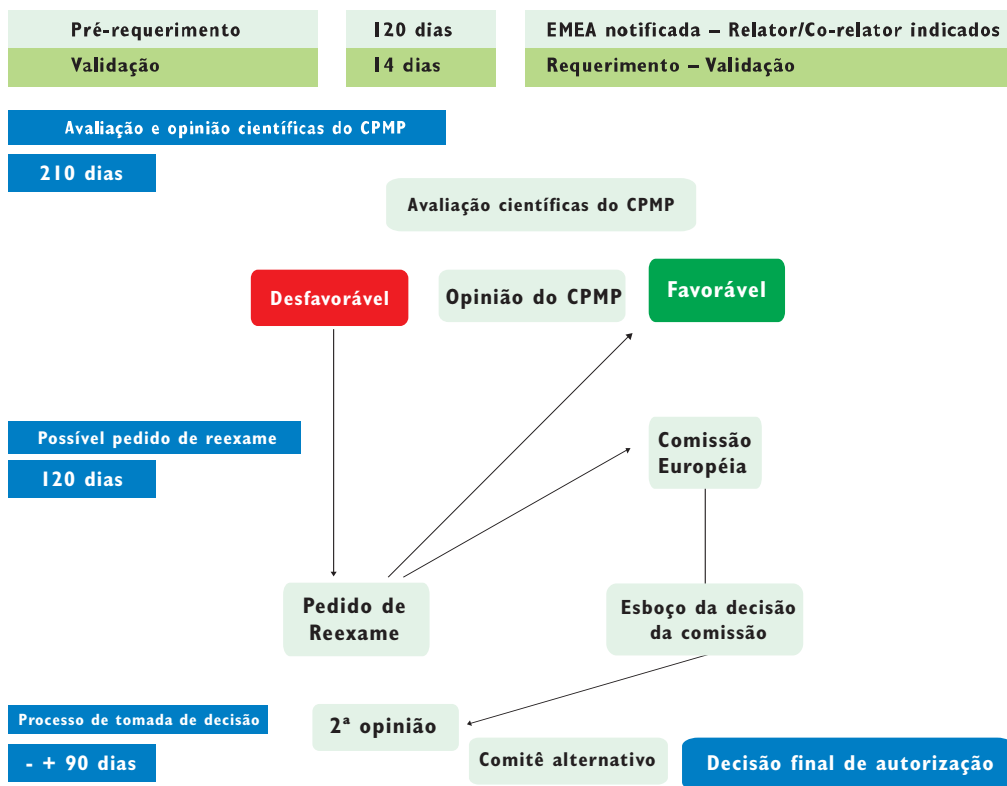 Pré-requerimento 120 dias EMEA notificada – Relator/Co-relator indicados
Validação 14 dias Requerimento – Validação
Avaliação e opinião científicas do CPMP
210 dias
Avaliação científicas do CPMP
Desfavorável Opinião do CPMP Favorável
Possível pedido de reexame
120 dias
Comissão
Européia
Pedido de
Reexame
Esboço da decisão
da comissão
Processo de tomada de decisão
- + 90 dias
2ª opinião
Comitê alternativo
Decisão final de autorização